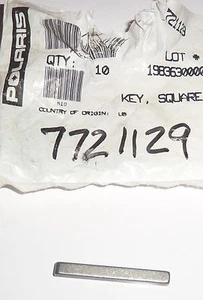 POLARIS
LOT #
QTY: 10
1983630000
KEY, SQUARE
COUNTRY OF ORIGIN: US
7721129